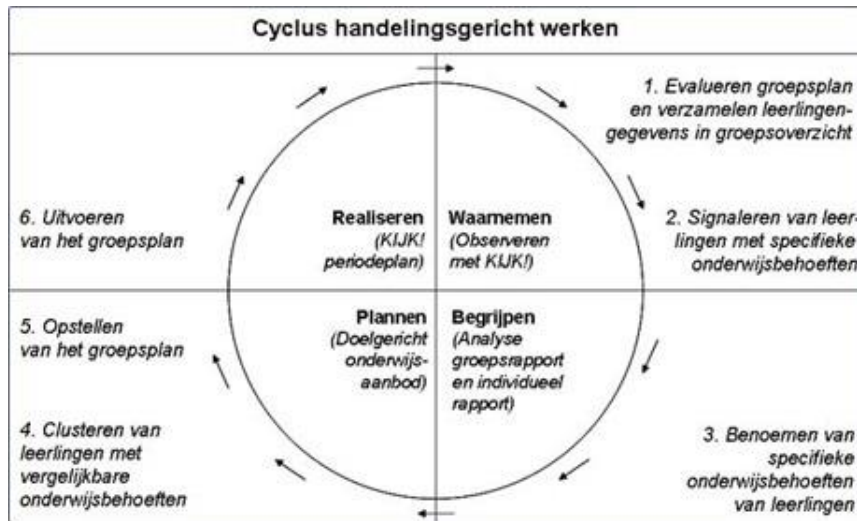 Cyclus handelingsgericht werken
1. Evalueren groepsplan
en verzamelen leerlingen-
gegevens in groepsoverzicht
6. Uitvoeren
van het groepsplan
Realiseren
(KIJK!
periodeplan)
Waarnemen
(Observeren
met KIJK!)
2. Signaleren van leer-
lingen met specifieke
onderwijsbehoeften
5. Opstellen
van het groepsplan
Plannen
(Doelgericht
onderwijs-
aanbod)
Begrijpen
(Analyse
groepsrapport
en individueel
rapport)
4. Clusteren van
leerlingen met
vergelijkbare
onderwijsbehoeften
3. Benoemen van
specifieke
onderwijsbehoeften
van leerlingen